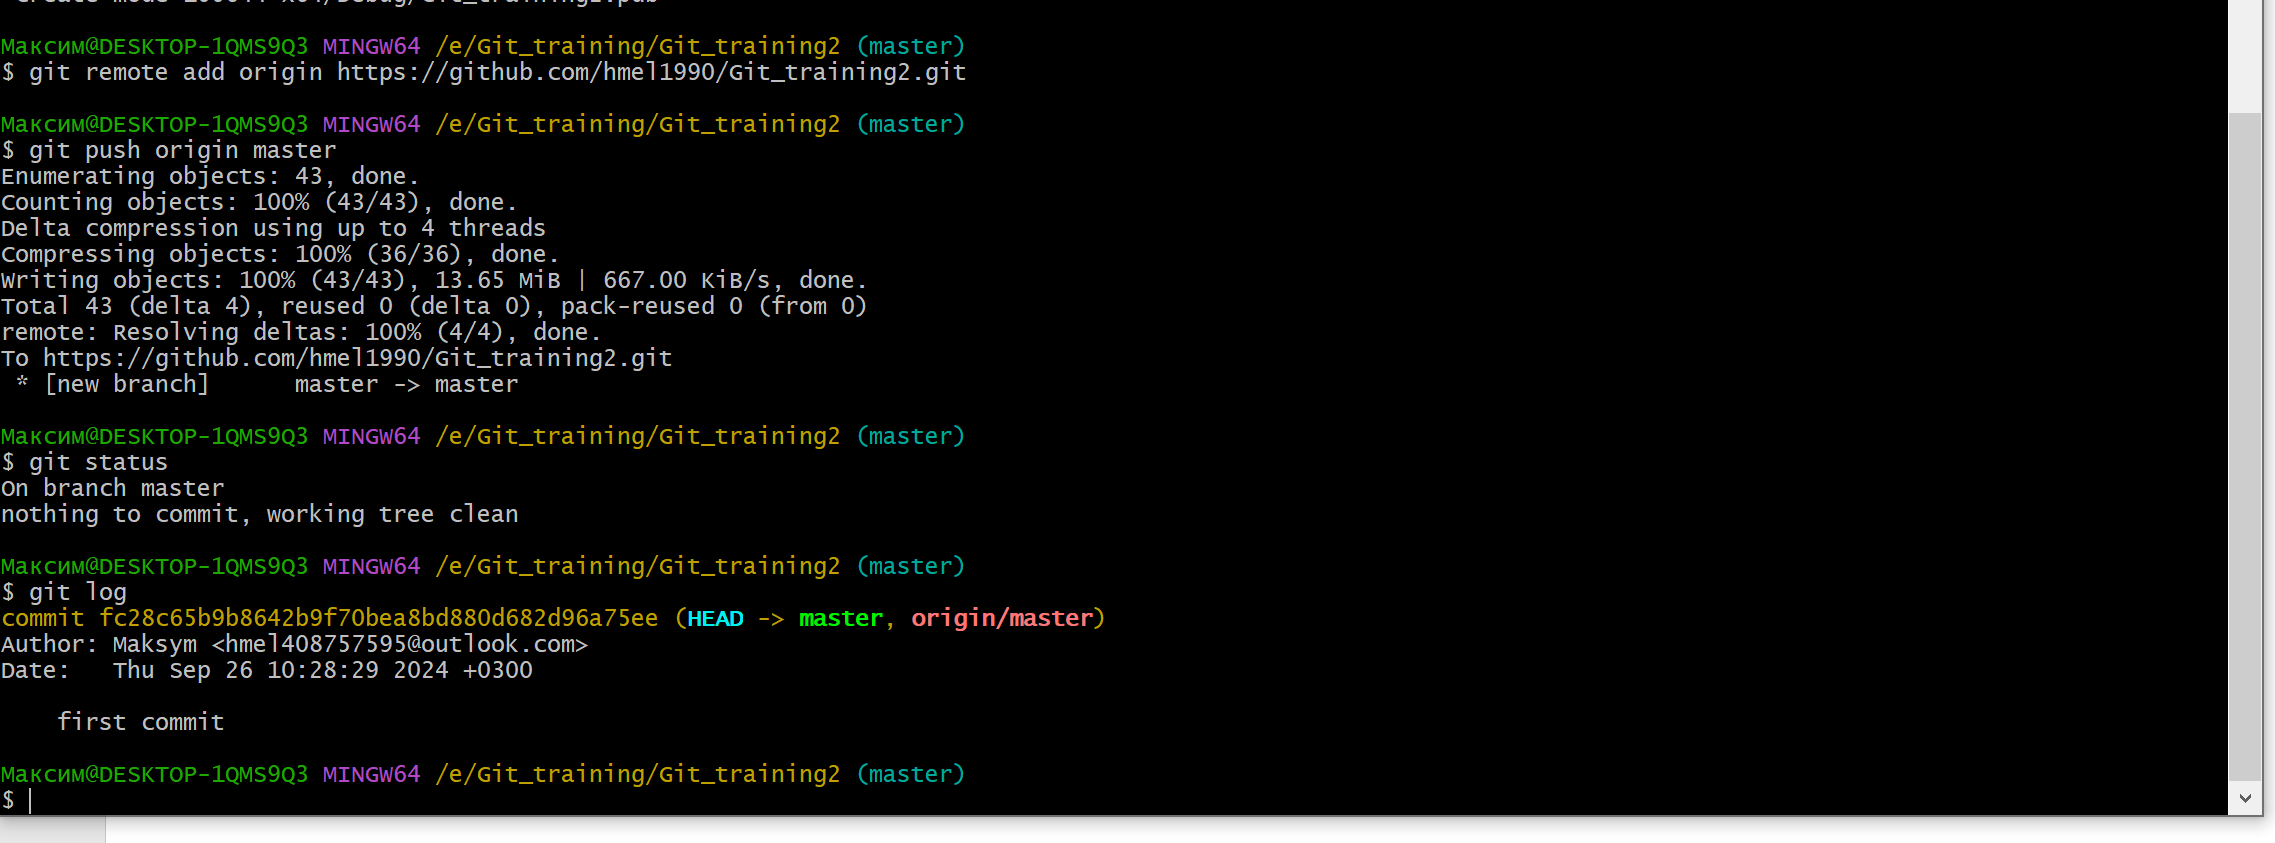 Максим@DESKTOP-1QMS9Q3 MINGW64 /e/Git_training/Git_training2 (master)
$ git remote add origin https://github.com/hmel1990/Git_training2.git
Максим@DESKTOP-1QMS9Q3 MINGW64 /e/Git_training/Git_training2 (master)
$ git push origin master
Enumerating objects: 43, done.
Counting objects: 100% (43/43), done.
Delta compression using up to 4 threads
Compressing objects: 100% (36/36), done.
Writing objects: 100% (43/43), 13.65 MiB | 667.00 KiB/s, done.
Total 43 (delta 4), reused 0 (delta 0), pack-reused 0 (from 0)
remote: Resolving deltas: 100% (4/4), done.
To https://github.com/hmel1990/Git_training2.git
 * [new branch]      master -> master
Максим@DESKTOP-1QMS9Q3 MINGW64 /e/Git_training/Git_training2 (master)
$ git status
On branch master
nothing to commit, working tree clean
Максим@DESKTOP-1QMS9Q3 MINGW64 /e/Git_training/Git_training2 (master)
$ git log
commit fc28c65b9b8642b9f70bea8bd880d682d96a75ee (HEAD -> master, origin/master)
Author: Maksym <hmel408757595@outlook.com>
Date:   Thu Sep 26 10:28:29 2024 +0300
    first commit
Максим@DESKTOP-1QMS9Q3 MINGW64 /e/Git_training/Git_training2 (master)
$